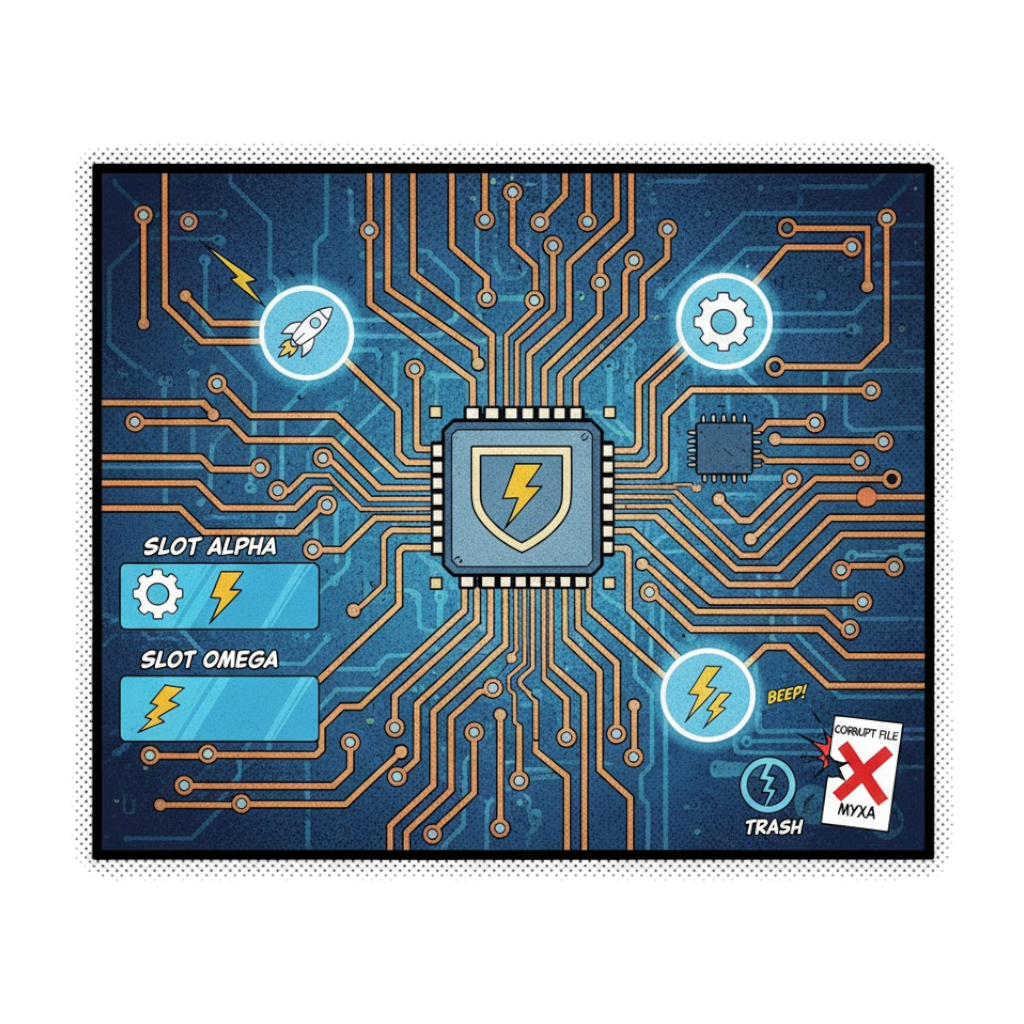 SLOT ALPHA
SLOT OMEGA
BEEP!
CORRUPT FILE
MYXA
TRASH